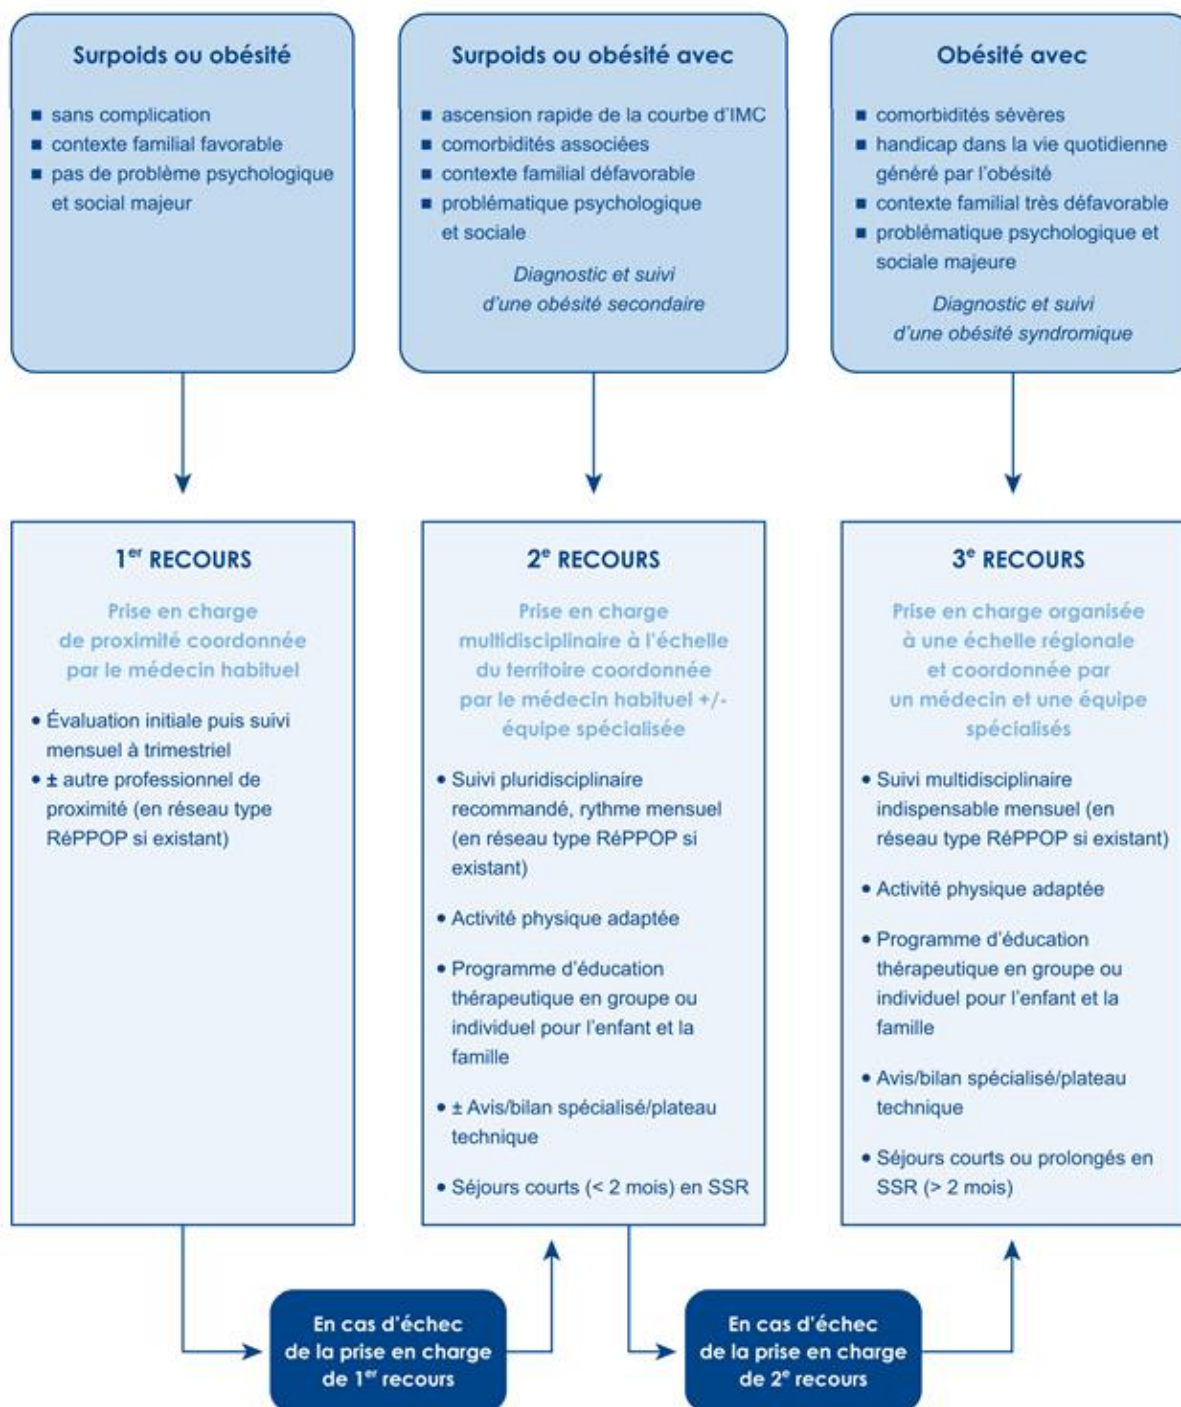 Surpoids ou obésité
■ sans complication
■ contexte familial favorable
■ pas de problème psychologique
et social majeur
Surpoids ou obésité avec
■ ascension rapide de la courbe d’IMC
■ comorbidités associées
■ contexte familial défavorable
■ problématique psychologique
et sociale
Diagnostic et suivi
d’une obésité secondaire
Obésité avec
■ comorbidités sévères
■ handicap dans la vie quotidienne
généré par l’obésité
■ contexte familial très défavorable
■ problématique psychologique et
sociale majeure
Diagnostic et suivi
d’une obésité syndromique
1er RECOURS
Prise en charge
de proximité coordonnée
par le médecin habituel
• Évaluation initiale puis suivi
mensuel à trimestriel
• ± autre professionnel de
proximité (en réseau type
RéPPOP si existant)
2e RECOURS
Prise en charge
multidisciplinaire à l’échelle
du territoire coordonnée
par le médecin habituel +/-
équipe spécialisée
• Suivi pluridisciplinaire
recommandé, rythme mensuel
(en réseau type RéPPOP si
existant)
• Activité physique adaptée
• Programme d’éducation
thérapeutique en groupe ou
individuel pour l’enfant et la
famille
• ± Avis/bilan spécialisé/plateau
technique
• Séjours courts (< 2 mois) en SSR
3e RECOURS
Prise en charge organisée
à une échelle régionale
et coordonnée par
un médecin et une équipe
spécialisés
• Suivi multidisciplinaire
indispensable mensuel (en
réseau type RéPPOP si existant)
• Activité physique adaptée
• Programme d’éducation
thérapeutique en groupe ou
individuel pour l’enfant et la
famille
• Avis/bilan spécialisé/plateau
technique
• Séjours courts ou prolongés en
SSR (> 2 mois)
En cas d’échec
de la prise en charge
de 1er recours
En cas d’échec
de la prise en charge
de 2e recours